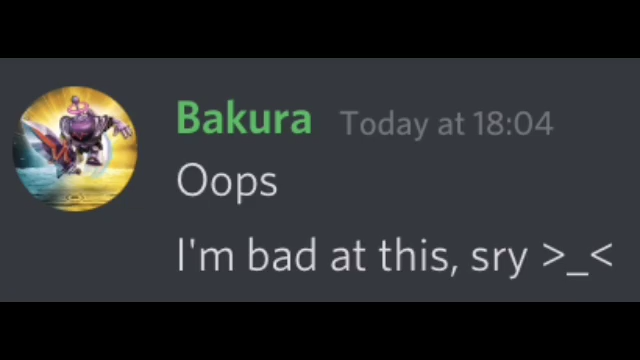 Bakura Today at 18:04
Oops
I'm bad at this, sry >_<